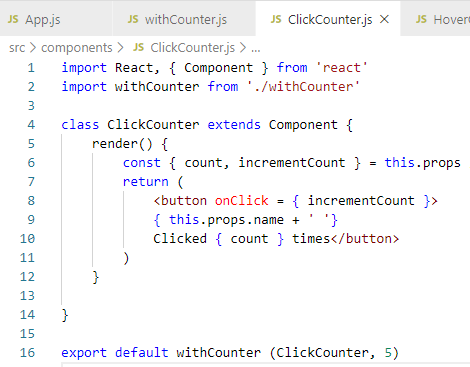 JS App.js withCounter.js JS ClickCounter.js × JS Hover
src > components > JS ClickCounter.js > ...
1 import React, { Component } from 'react'
2 import withCounter from './withCounter'
3
4 class ClickCounter extends Component {
5 render() {
6 const { count, incrementCount } = this.props
7 return (
8 <button onClick = { incrementCount }>
9 { this.props.name + ' '}
10 Clicked { count } times</button>
11 )
12 }
13
14 }
15
16 export default withCounter (ClickCounter, 5)